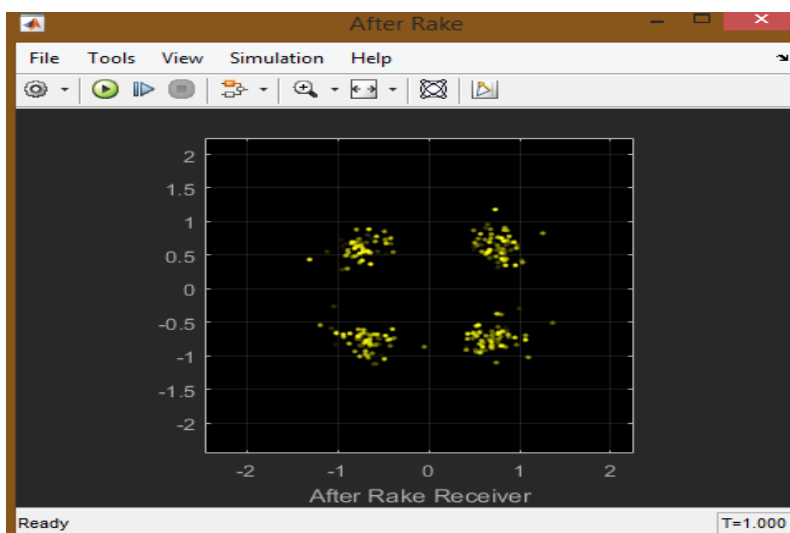 After Rake
File Tools View Simulation Help
2
1.5
1
0.5
0
-0.5
-1
-1.5
-2
-2 -1 0 1 2
After Rake Receiver
Ready T=1.000